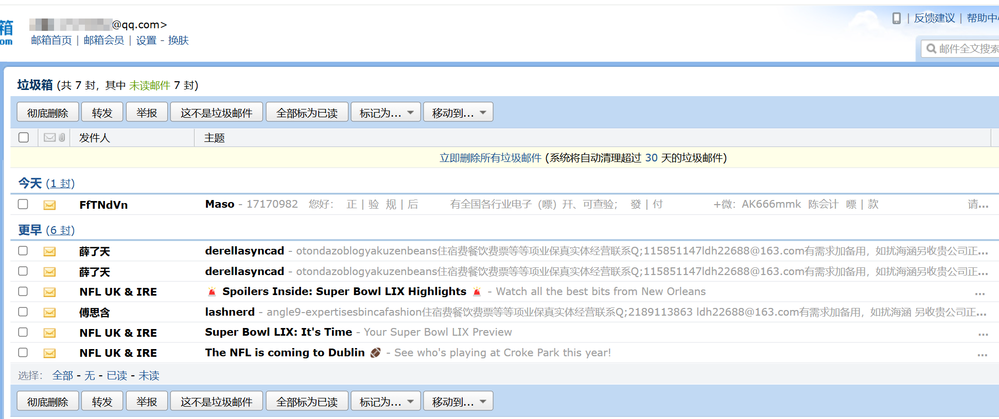 箱
om
@qq.com>
邮箱首页 | 邮箱会员 | 设置 - 换肤
| 反馈建议 | 帮助中
邮件全文搜索
垃圾箱 (共 7 封，其中 未读邮件 7 封)
彻底删除 转发 举报 这不是垃圾邮件 全部标为已读 标记为... 移动到...
发件人 主题
立即删除所有垃圾邮件 (系统将自动清理超过 30 天的垃圾邮件)
今天 (1 封)
FfTNdVn Maso - 17170982 您好： 正 | 验 规 | 后 有全国各行业电子（嘌）开、可查验； 發 | 付 +微：AK666mmk 陈会计 嘌 | 款 请...
更早 (6 封)
薛了天 derellasyncad - otondazoblogyakuzenbeans住宿费餐饮费票等等项业保真实体经营联系Q;115851147ldh22688@163.com有需求加备用，如扰海涵另收贵公司正...
薛了天 derellasyncad - otondazoblogyakuzenbeans住宿费餐饮费票等等项业保真实体经营联系Q;115851147ldh22688@163.com有需求加备用，如扰海涵另收贵公司正...
NFL UK & IRE 🚨 Spoilers Inside: Super Bowl LIX Highlights 🚨 - Watch all the best bits from New Orleans ...
傅思含 lashnerd - angle9-expertisesbincafashion住宿费餐饮费票等等项业保真实体经营联系Q;2189113863 ldh22688@163.com有需求加备用，如扰海涵 另收贵公司正...
NFL UK & IRE Super Bowl LIX: It's Time - Your Super Bowl LIX Preview ...
NFL UK & IRE The NFL is coming to Dublin 🏈 - See who's playing at Croke Park this year! ...
选择： 全部 - 无 - 已读 - 未读
彻底删除 转发 举报 这不是垃圾邮件 全部标为已读 标记为... 移动到...